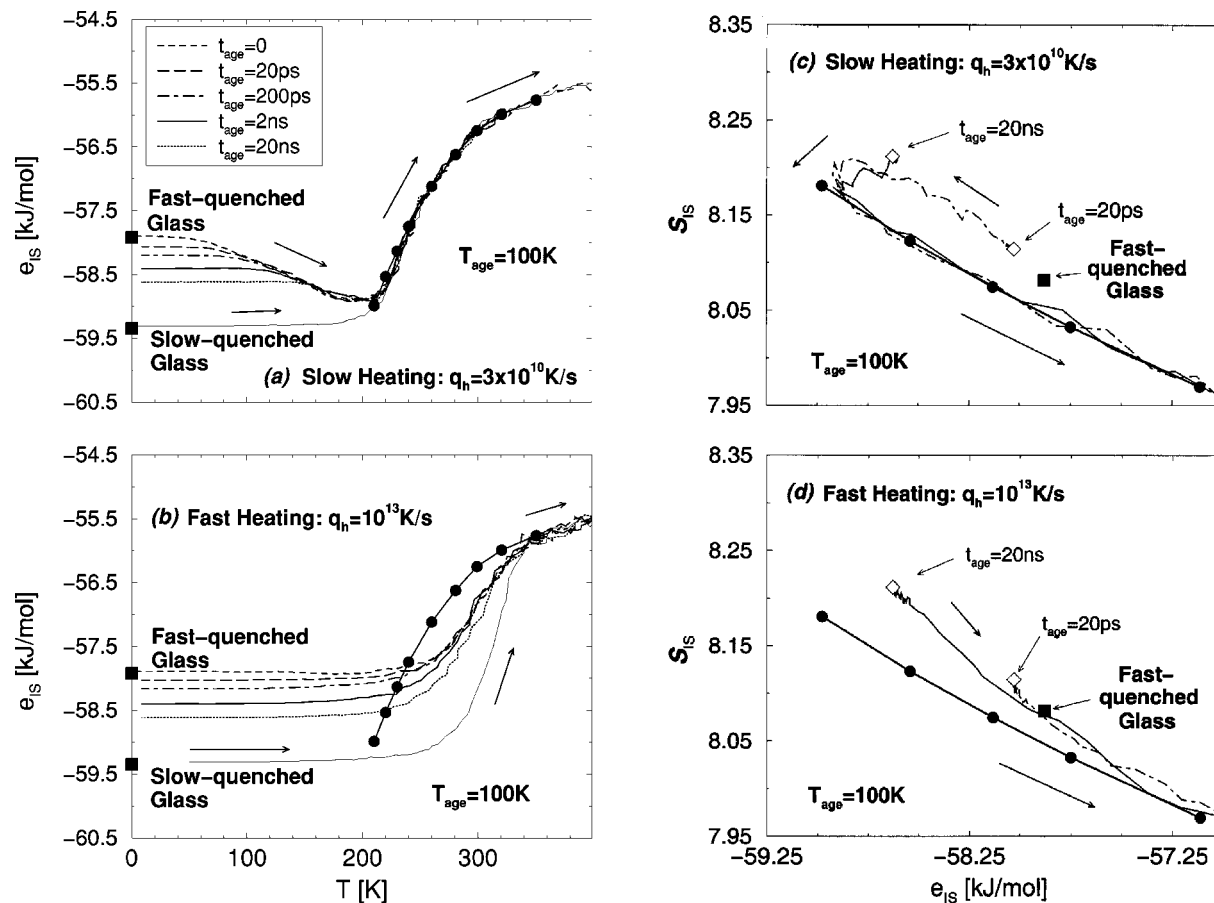 −54.5
−55.5
−56.5
−57.5
−58.5
−59.5
−60.5
e_IS [kJ/mol]
t_age=0
t_age=20ps
t_age=200ps
t_age=2ns
t_age=20ns
Fast−quenched
Glass
T_age=100K
Slow−quenched
Glass
(a) Slow Heating: q_h=3x10^10K/s
8.35
8.25
8.15
8.05
7.95
S_IS
(c) Slow Heating: q_h=3x10^10K/s
t_age=20ns
t_age=20ps
Fast−
quenched
Glass
T_age=100K
−54.5
−55.5
−56.5
−57.5
−58.5
−59.5
−60.5
e_IS [kJ/mol]
(b) Fast Heating: q_h=10^13K/s
Fast−quenched
Glass
Slow−quenched
Glass
T_age=100K
0
100
200
300
T [K]
8.35
8.25
8.15
8.05
7.95
S_IS
(d) Fast Heating: q_h=10^13K/s
t_age=20ns
t_age=20ps
Fast−
quenched
Glass
T_age=100K
−59.25
−58.25
−57.25
e_IS [kJ/mol]